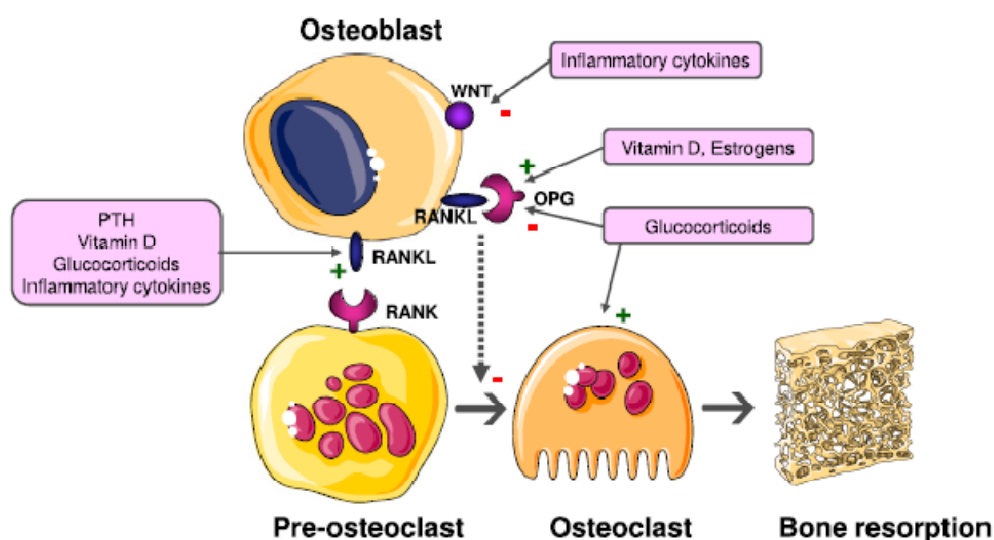 Osteoblast
Inflammatory cytokines
WNT
-
Vitamin D, Estrogens
+
OPG
RANKL
-
Glucocorticoids
PTH
Vitamin D
Glucocorticoids
Inflammatory cytokines
RANKL
+
RANK
+
-
Pre-osteoclast
Osteoclast
Bone resorption